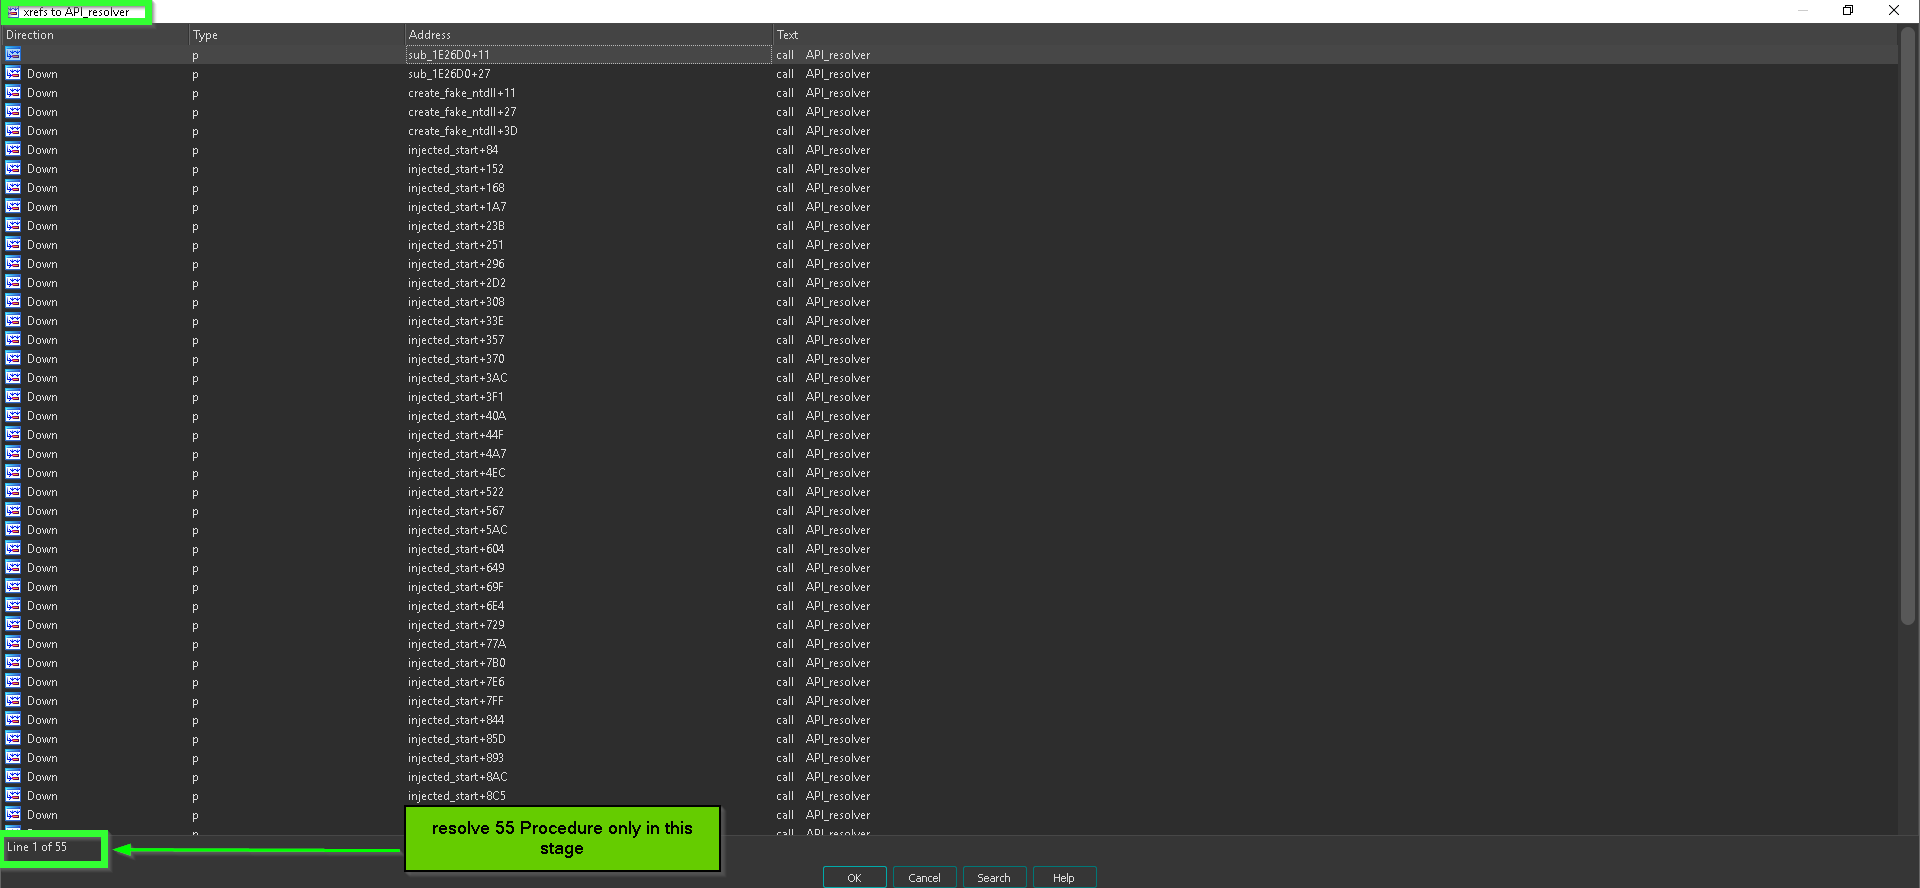 xrefs to API_resolver
Direction Type Address Text
p sub_1E26D0+11 call API_resolver
Down p sub_1E26D0+27 call API_resolver
Down p create_fake_ntdll+11 call API_resolver
Down p create_fake_ntdll+27 call API_resolver
Down p create_fake_ntdll+3D call API_resolver
Down p injected_start+84 call API_resolver
Down p injected_start+152 call API_resolver
Down p injected_start+168 call API_resolver
Down p injected_start+1A7 call API_resolver
Down p injected_start+23B call API_resolver
Down p injected_start+251 call API_resolver
Down p injected_start+296 call API_resolver
Down p injected_start+2D2 call API_resolver
Down p injected_start+308 call API_resolver
Down p injected_start+33E call API_resolver
Down p injected_start+357 call API_resolver
Down p injected_start+370 call API_resolver
Down p injected_start+3AC call API_resolver
Down p injected_start+3F1 call API_resolver
Down p injected_start+40A call API_resolver
Down p injected_start+44F call API_resolver
Down p injected_start+4A7 call API_resolver
Down p injected_start+4EC call API_resolver
Down p injected_start+522 call API_resolver
Down p injected_start+567 call API_resolver
Down p injected_start+5AC call API_resolver
Down p injected_start+604 call API_resolver
Down p injected_start+649 call API_resolver
Down p injected_start+69F call API_resolver
Down p injected_start+6E4 call API_resolver
Down p injected_start+729 call API_resolver
Down p injected_start+77A call API_resolver
Down p injected_start+7B0 call API_resolver
Down p injected_start+7E6 call API_resolver
Down p injected_start+7FF call API_resolver
Down p injected_start+844 call API_resolver
Down p injected_start+85D call API_resolver
Down p injected_start+893 call API_resolver
Down p injected_start+8AC call API_resolver
Down p injected_start+8C5 call API_resolver
Down p call API_resolver
p call API_resolver
resolve 55 Procedure only in this
stage
Line 1 of 55
OK Cancel Search Help